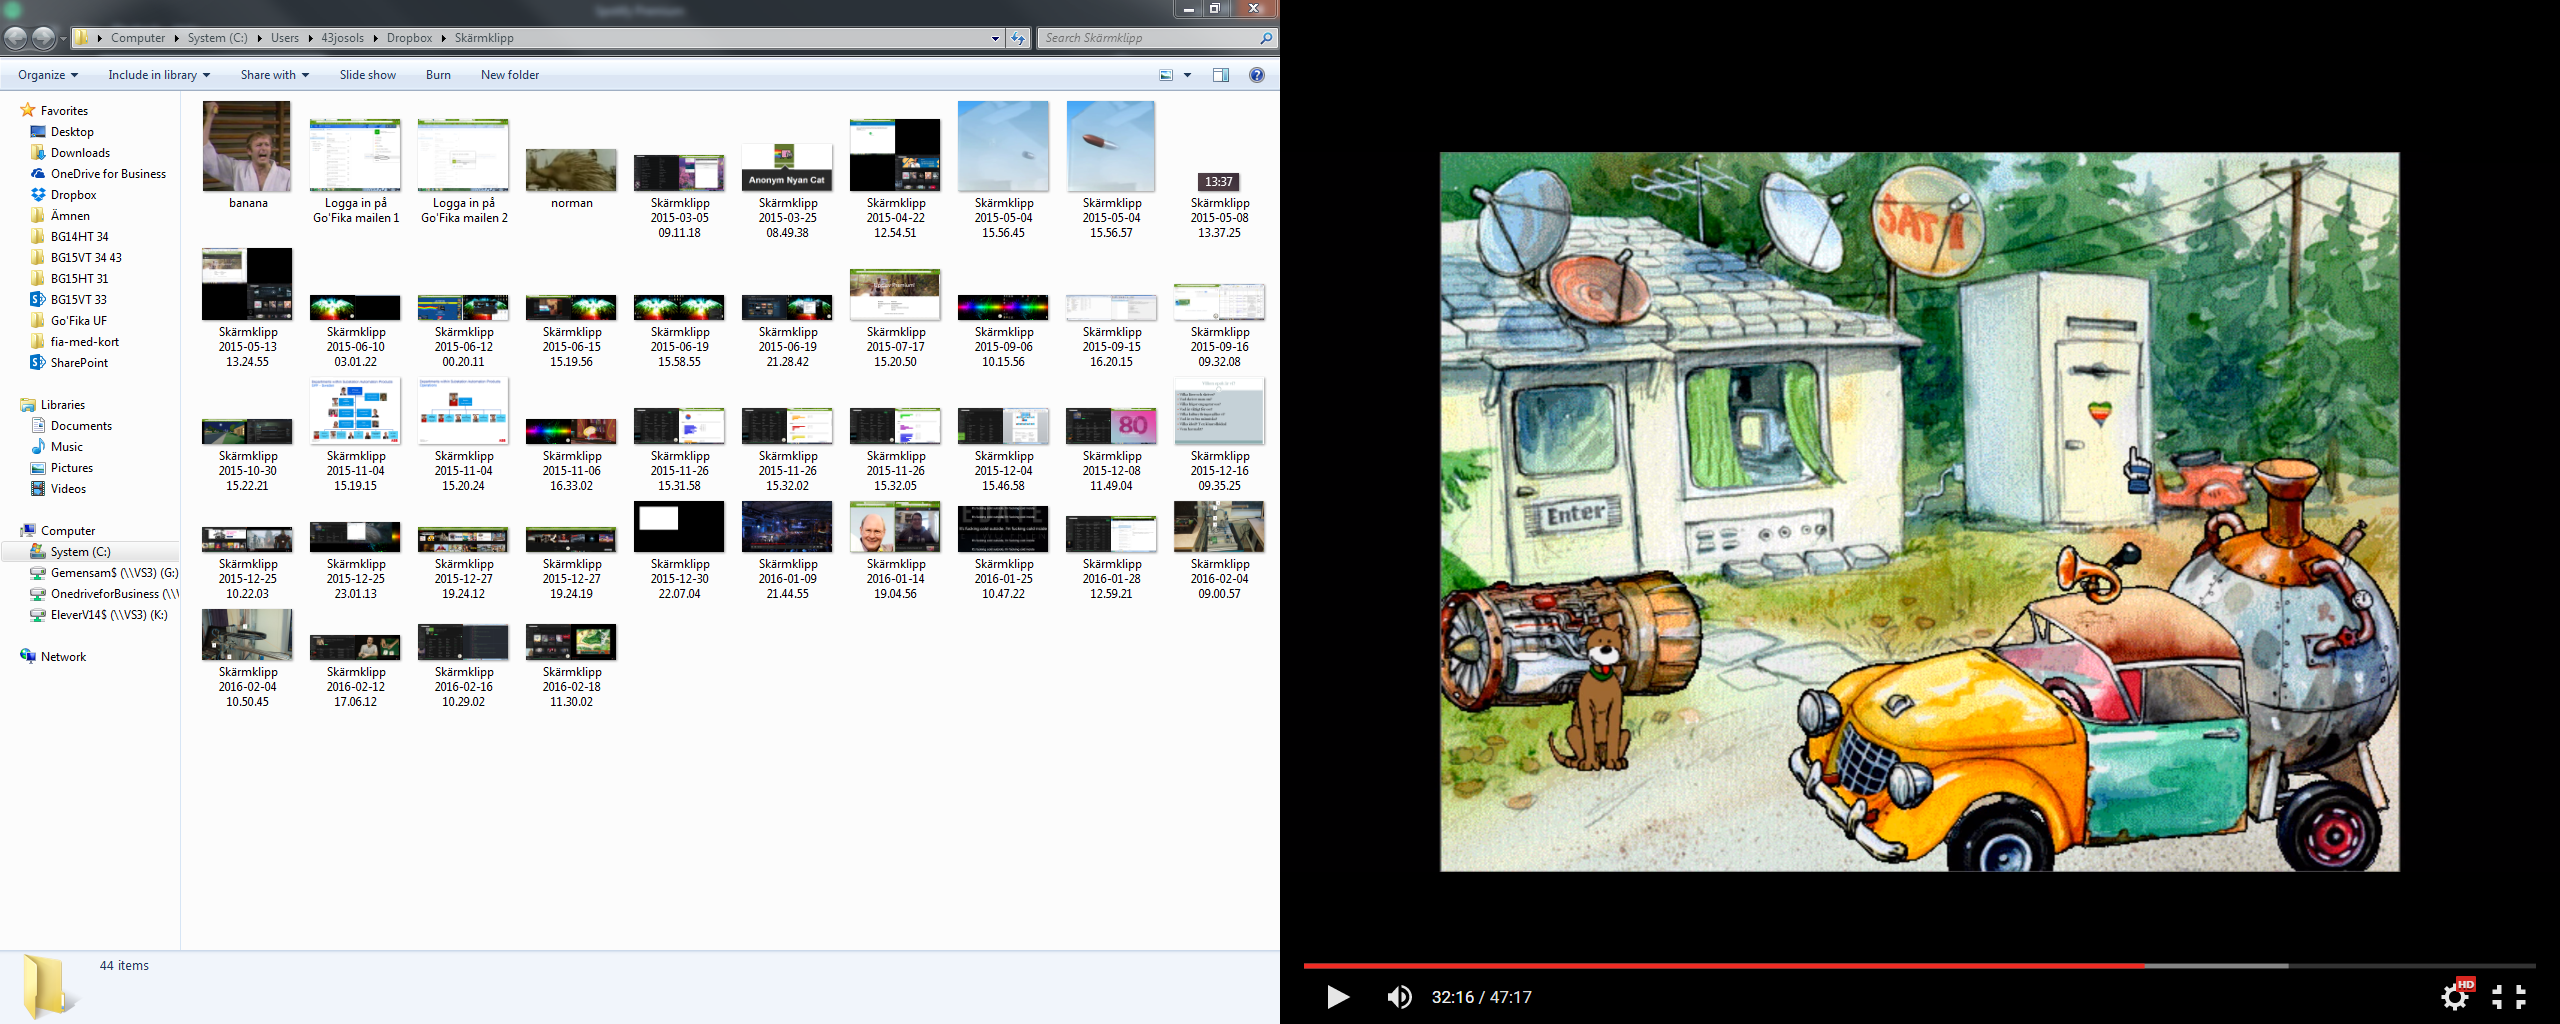 Spotify Premium
Computer
System (C:)
Users
43josols
Dropbox
Skärmklipp
Search Skärmklipp
Organize
Include in library
Share with
Slide show
Burn
New folder
Favorites
Desktop
Downloads
OneDrive for Business
Dropbox
Ämnen
BG14HT 34
BG15VT 34 43
BG15HT 31
BG15VT 33
Go'Fika UF
fia-med-kort
SharePoint
Libraries
Documents
Music
Pictures
Videos
Computer
System (C:)
Gemensam$ (\\VS3) (G:)
OnedriveforBusiness (\\
EleverV14$ (\\VS3) (K:)
Network
Anonym Nyan Cat
13:37
banana
Logga in på
Go'Fika mailen 1
Logga in på
Go'Fika mailen 2
norman
Skärmklipp
2015-03-05
09.11.18
Skärmklipp
2015-03-25
08.49.38
Skärmklipp
2015-04-22
12.54.51
Skärmklipp
2015-05-04
15.56.45
Skärmklipp
2015-05-04
15.56.57
Skärmklipp
2015-05-08
13.37.25
Skärmklipp
2015-05-13
13.24.55
Skärmklipp
2015-06-10
03.01.22
Skärmklipp
2015-06-12
00.20.11
Skärmklipp
2015-06-15
15.19.56
Skärmklipp
2015-06-19
15.58.55
Skärmklipp
2015-06-19
21.28.42
Skärmklipp
2015-07-17
15.20.50
Skärmklipp
2015-09-06
10.15.56
Skärmklipp
2015-09-15
16.20.15
Skärmklipp
2015-09-16
09.32.08
80
Skärmklipp
2015-10-30
15.22.21
Skärmklipp
2015-11-04
15.19.15
Skärmklipp
2015-11-04
15.20.24
Skärmklipp
2015-11-06
16.33.02
Skärmklipp
2015-11-26
15.31.58
Skärmklipp
2015-11-26
15.32.02
Skärmklipp
2015-11-26
15.32.05
Skärmklipp
2015-12-04
15.46.58
Skärmklipp
2015-12-08
11.49.04
Skärmklipp
2015-12-16
09.35.25
Skärmklipp
2015-12-25
10.22.03
Skärmklipp
2015-12-25
23.01.13
Skärmklipp
2015-12-27
19.24.12
Skärmklipp
2015-12-27
19.24.19
Skärmklipp
2015-12-30
22.07.04
Skärmklipp
2016-01-09
21.44.55
Skärmklipp
2016-01-14
19.04.56
Skärmklipp
2016-01-25
10.47.22
Skärmklipp
2016-01-28
12.59.21
Skärmklipp
2016-02-04
09.00.57
Skärmklipp
2016-02-04
10.50.45
Skärmklipp
2016-02-12
17.06.12
Skärmklipp
2016-02-16
10.29.02
Skärmklipp
2016-02-18
11.30.02
44 items
SAT 1
Enter
32:16 / 47:17
HD